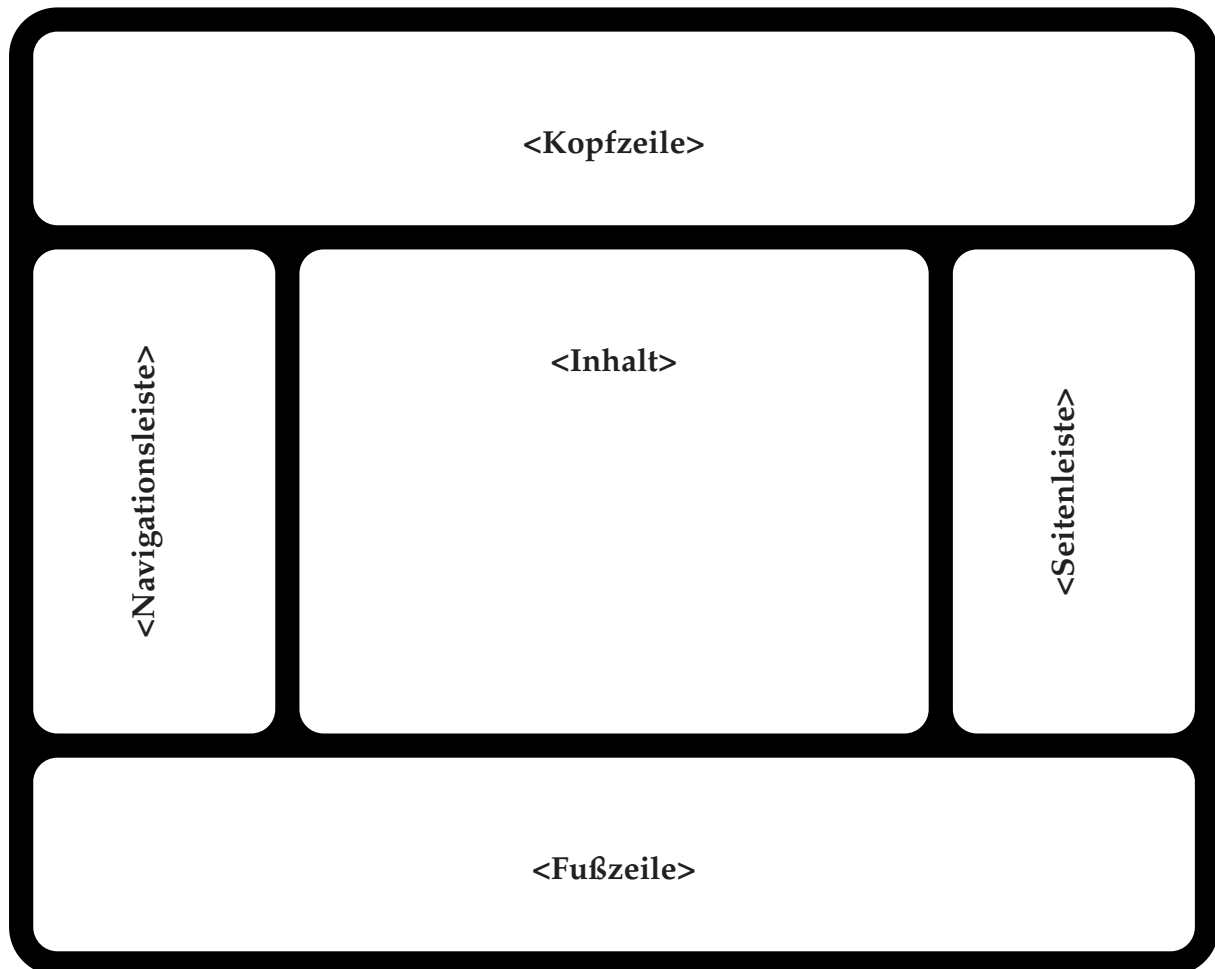 <Kopfzeile>
<Navigationsleiste>
<Inhalt>
<Seitenleiste>
<Fußzeile>